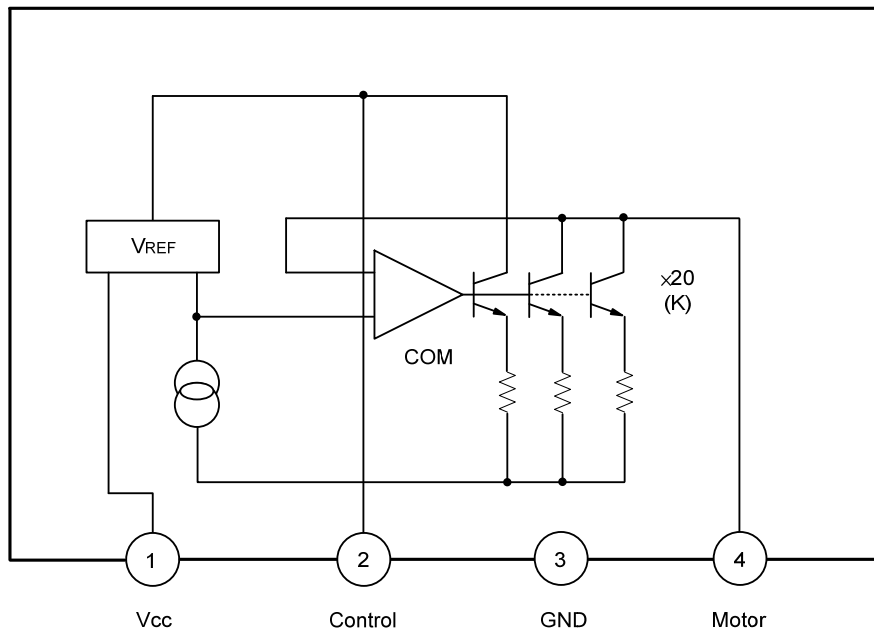 VREF
×20
(K)
COM
1 2 3 4
Vcc Control GND Motor